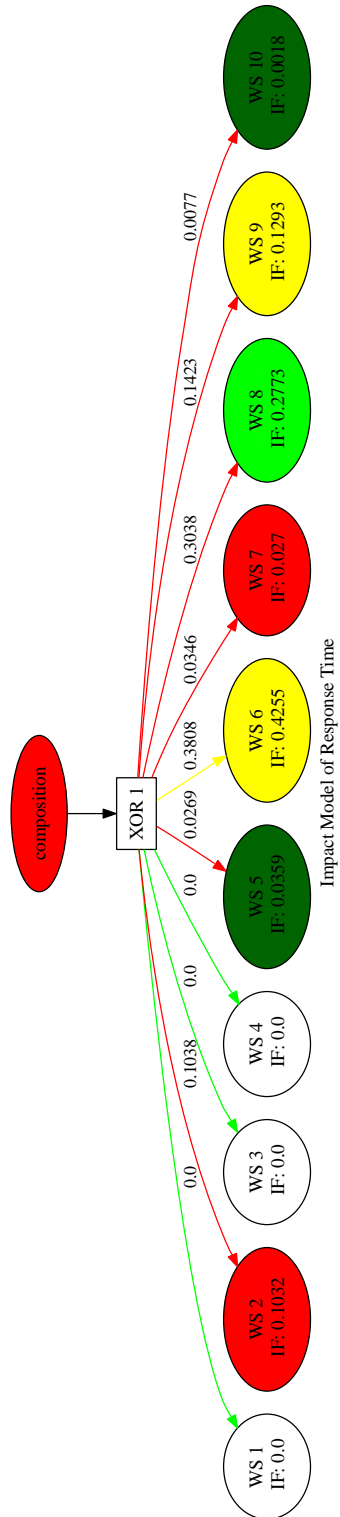 composition
XOR 1
0.0
0.1038
0.0
0.0
0.0269
0.3808
0.0346
0.3038
0.1423
0.0077
WS 1
IF: 0.0
WS 2
IF: 0.1032
WS 3
IF: 0.0
WS 4
IF: 0.0
WS 5
IF: 0.0359
WS 6
IF: 0.4255
WS 7
IF: 0.027
WS 8
IF: 0.2773
WS 9
IF: 0.1293
WS 10
IF: 0.0018
Impact Model of Response Time